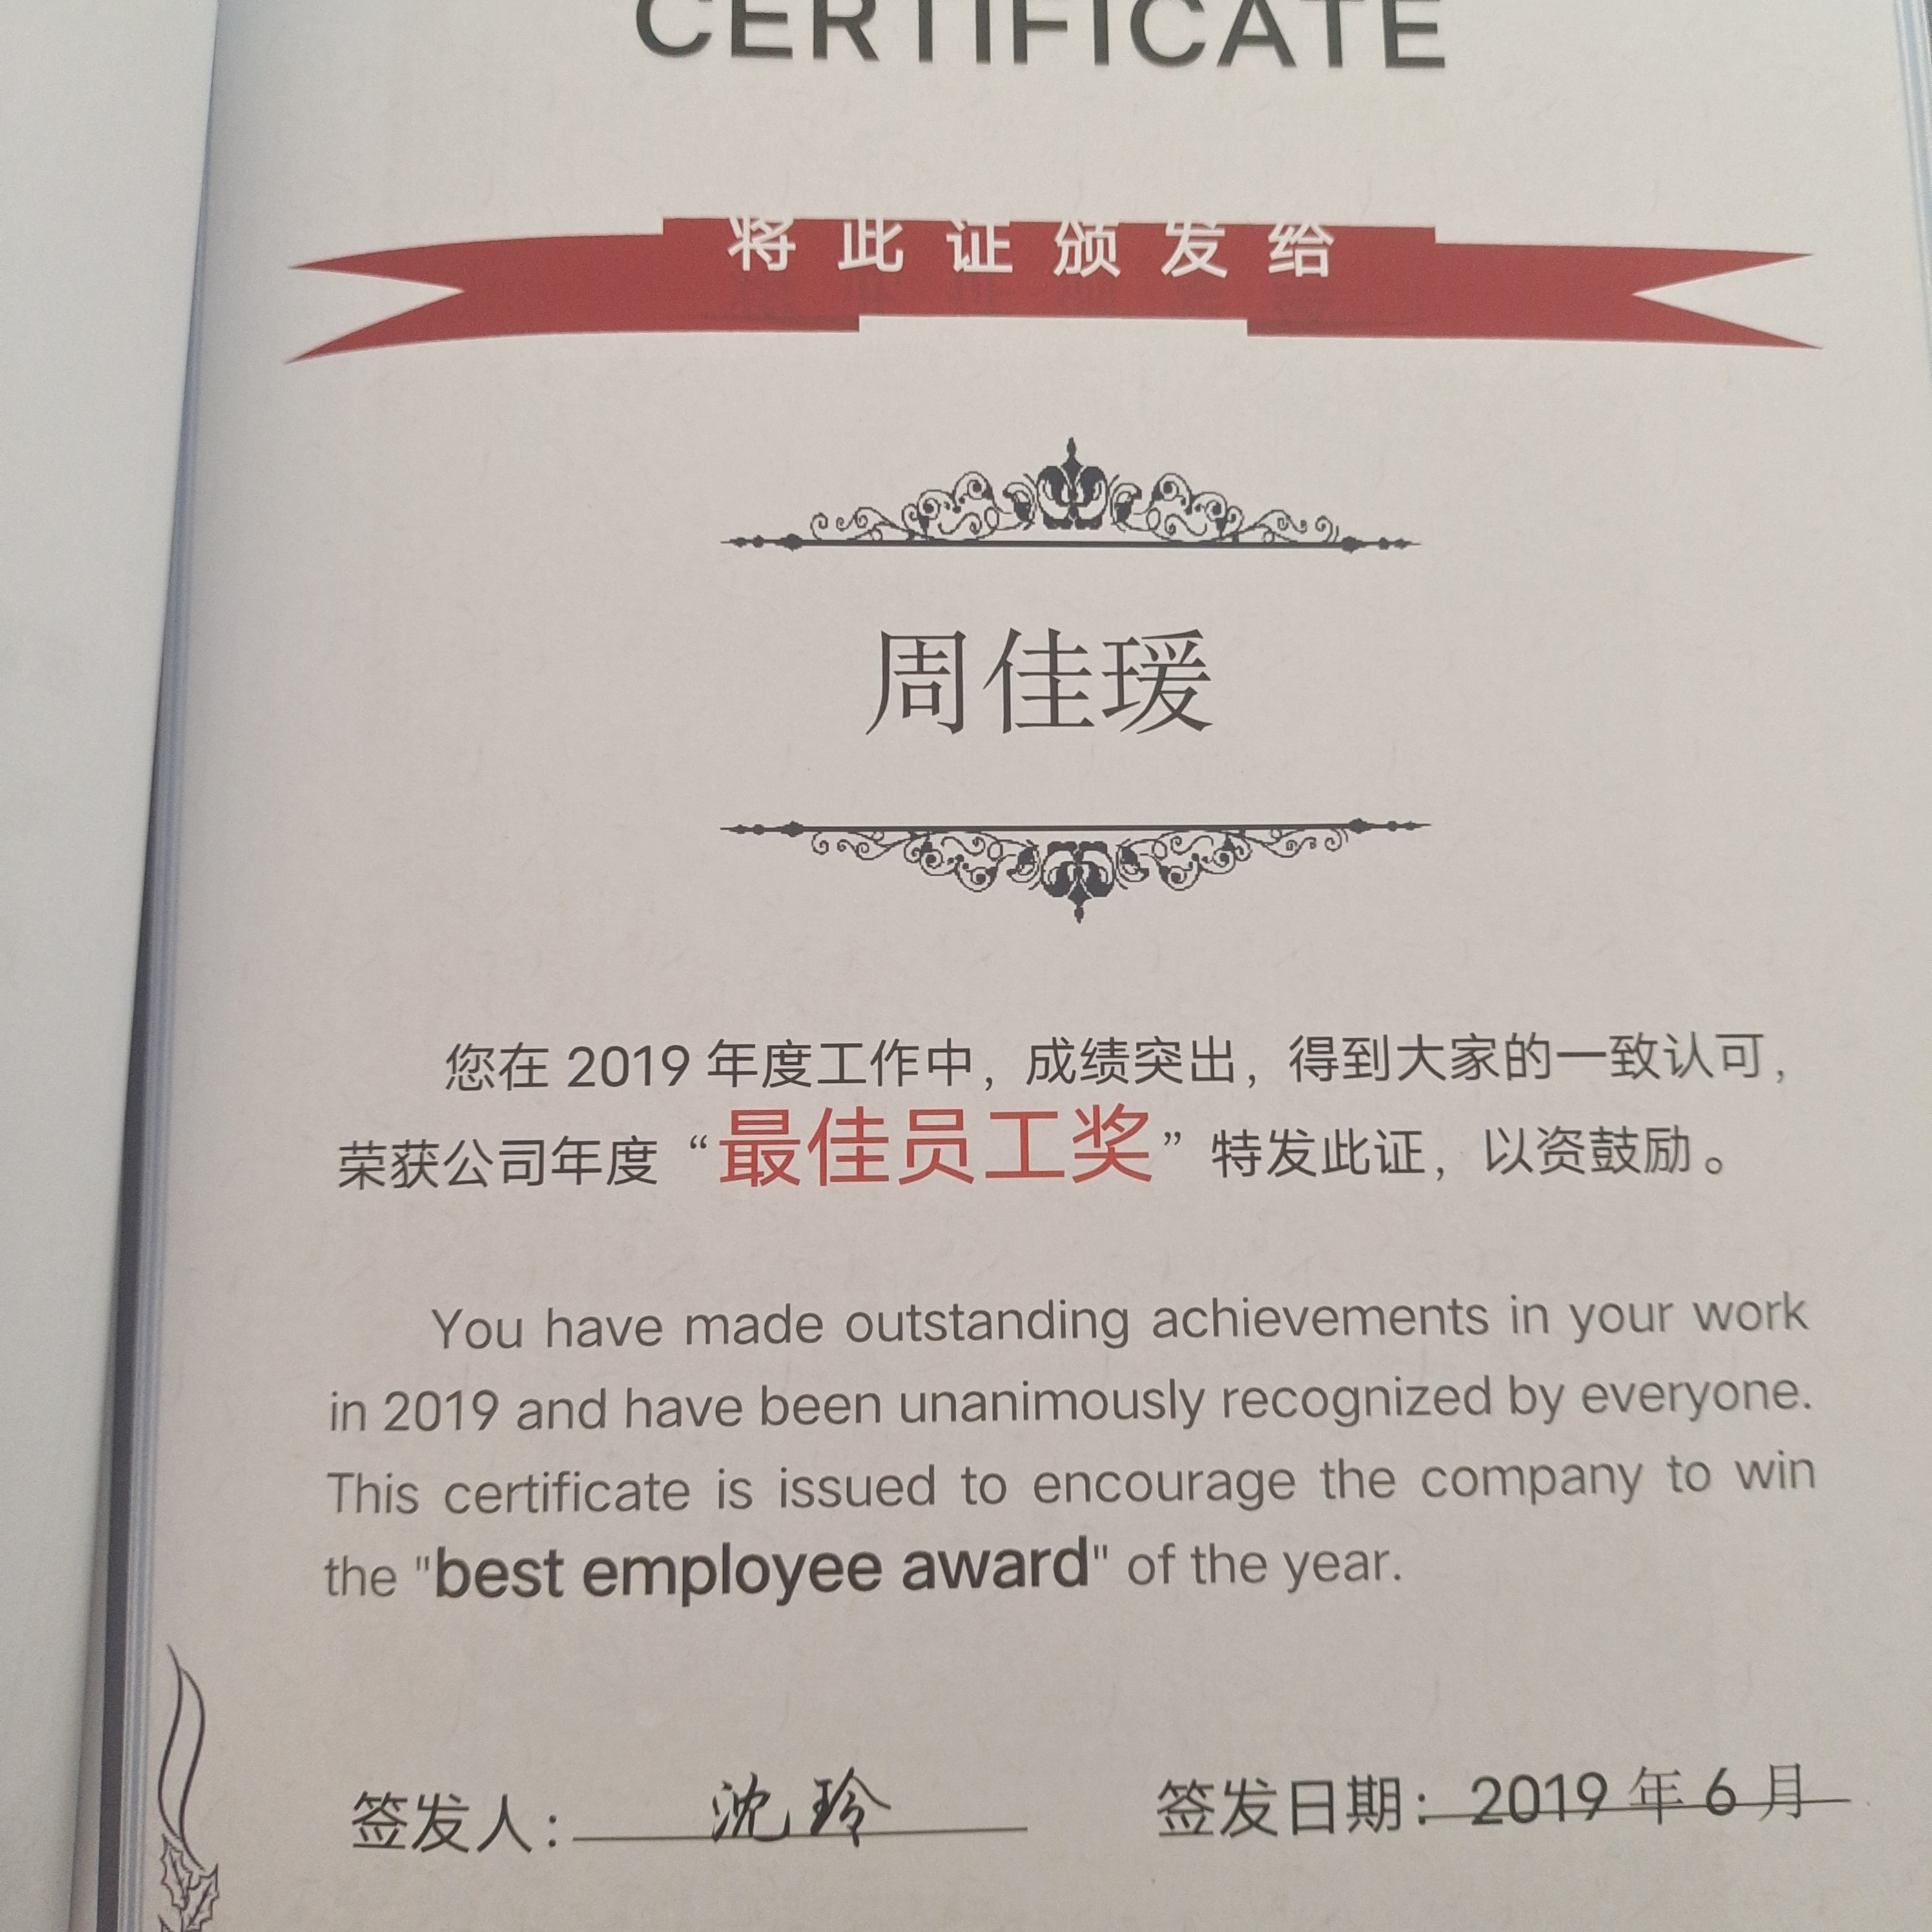 CERTIFICATE
将此证颁发给
周佳瑗
您在 2019 年度工作中，成绩突出，得到大家的一致认可，
荣获公司年度 “最佳员工奖” 特发此证，以资鼓励。
You have made outstanding achievements in your work
in 2019 and have been unanimously recognized by everyone.
This certificate is issued to encourage the company to win
the "best employee award" of the year.
签发人： 沈玲 签发日期： 2019 年 6 月